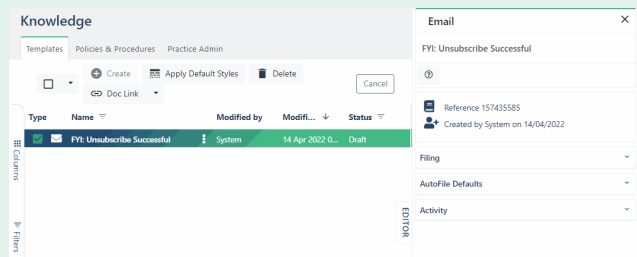 Knowledge
Templates Policies & Procedures Practice Admin
Create Apply Default Styles Delete
Doc Link
Cancel
Type Name Modified by Modifi... Status
FYI: Unsubscribe Successful System 14 Apr 2022 0... Draft
Columns
Filters
EDITOR
Email
FYI: Unsubscribe Successful
Reference 157435585
Created by System on 14/04/2022
Filing
AutoFile Defaults
Activity